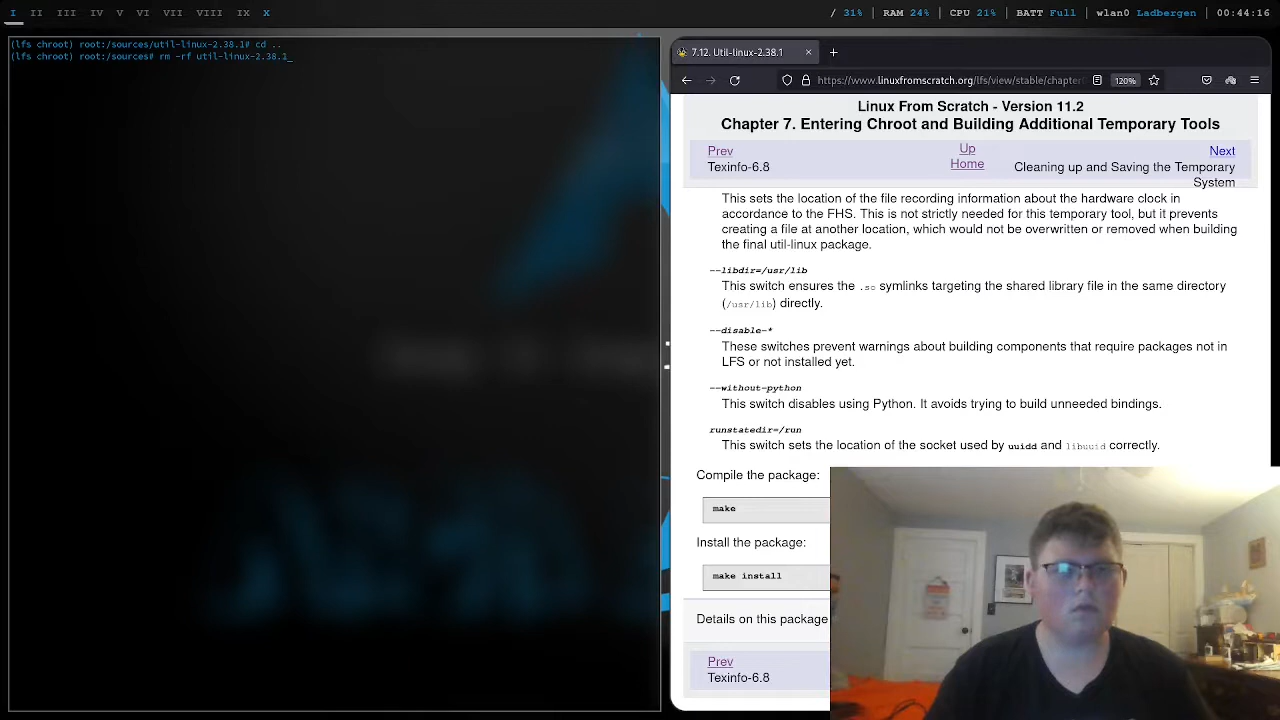 I II III IV V VI VII VIII IX X
/ 31% | RAM 24% | CPU 21% | BATT Full | wlan0 Ladbergen | 00:44:16
(lfs chroot) root:/sources/util-linux-2.38.1# cd ..
(lfs chroot) root:/sources# rm -rf util-linux-2.38.1_
7.12. Util-linux-2.38.1
https://www.linuxfromscratch.org/lfs/view/stable/chapter
120%
Linux From Scratch - Version 11.2
Chapter 7. Entering Chroot and Building Additional Temporary Tools
Prev
Texinfo-6.8
Up
Home
Next
Cleaning up and Saving the Temporary
System
This sets the location of the file recording information about the hardware clock in
accordance to the FHS. This is not strictly needed for this temporary tool, but it prevents
creating a file at another location, which would not be overwritten or removed when building
the final util-linux package.
--libdir=/usr/lib
This switch ensures the .so symlinks targeting the shared library file in the same directory
(/usr/lib) directly.
--disable-*
These switches prevent warnings about building components that require packages not in
LFS or not installed yet.
--without-python
This switch disables using Python. It avoids trying to build unneeded bindings.
runstatedir=/run
This switch sets the location of the socket used by uuidd and libuuid correctly.
Compile the package:
make
Install the package:
make install
Details on this package
Prev
Texinfo-6.8